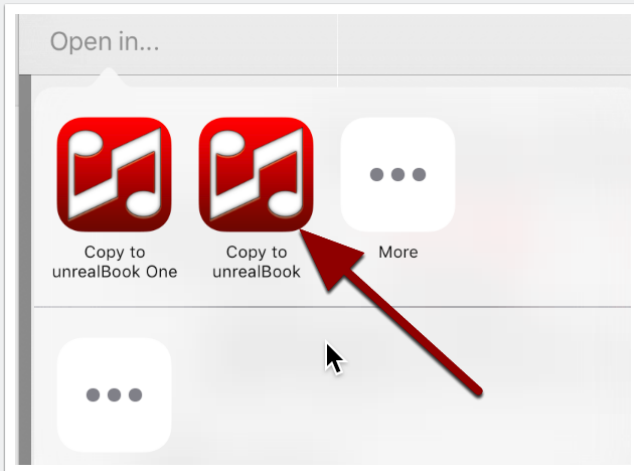 Open in...
Copy to
unrealBook One
Copy to
unrealBook
More